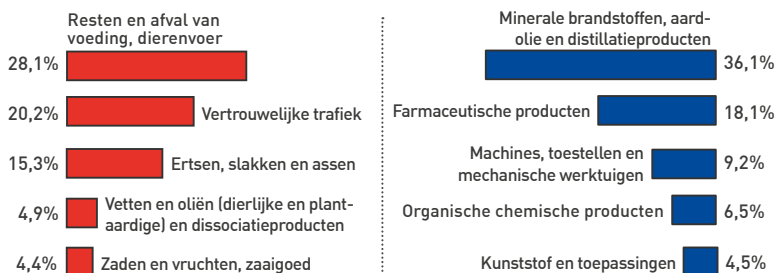 Resten en afval van
voeding, dierenvoer
28,1%
20,2%
Vertrouwelijke trafiek
15,3%
Ertsen, slakken en assen
4,9%
Vetten en oliën (dierlijke en plant-
aardige) en dissociatieproducten
4,4%
Zaden en vruchten, zaaigoed
Minerale brandstoffen, aard-
olie en distillatieproducten
36,1%
Farmaceutische producten
18,1%
Machines, toestellen en
mechanische werktuigen
9,2%
Organische chemische producten
6,5%
Kunststof en toepassingen
4,5%